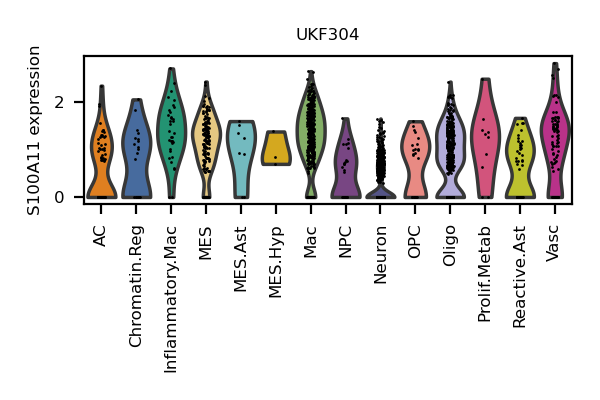 UKF304
S100A11 expression
2
0
AC
Chromatin.Reg
Inflammatory.Mac
MES
MES.Ast
MES.Hyp
Mac
NPC
Neuron
OPC
Oligo
Prolif.Metab
Reactive.Ast
Vasc